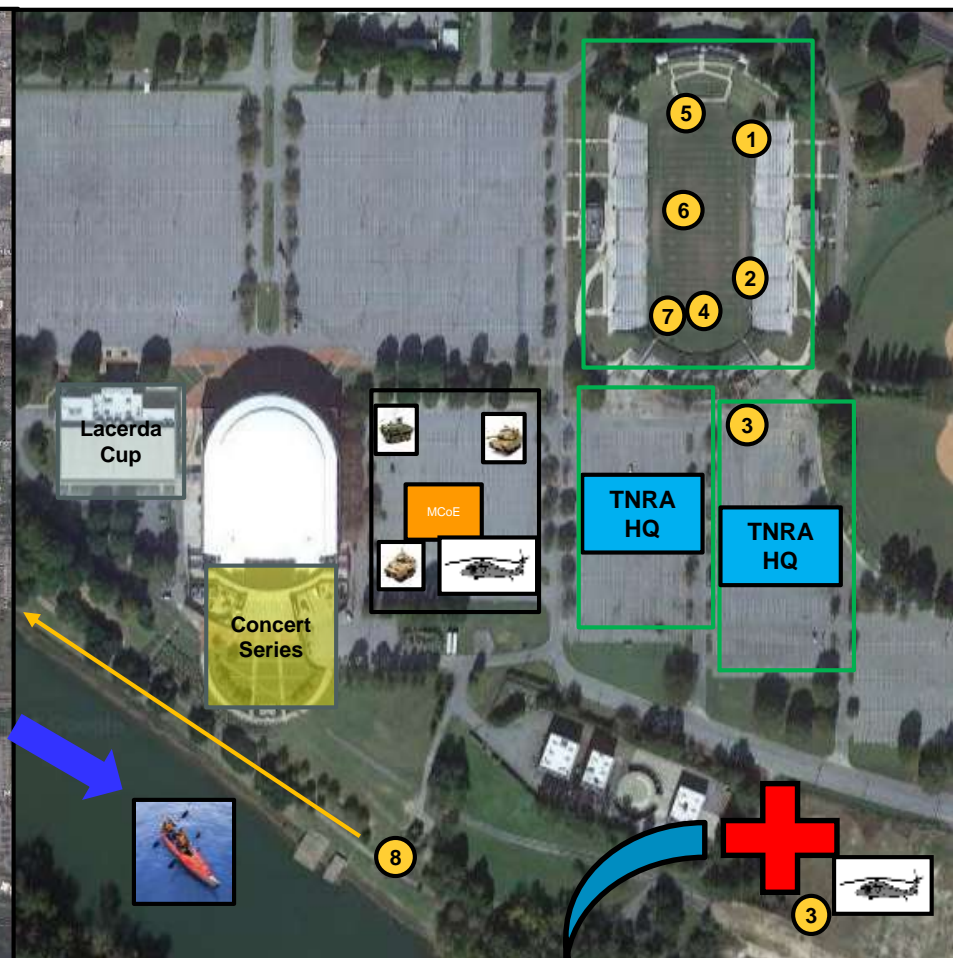 5
1
6
2
7
4
Lacerda
Cup
3
MCoE
TNRA
HQ
TNRA
HQ
Concert
Series
8
3